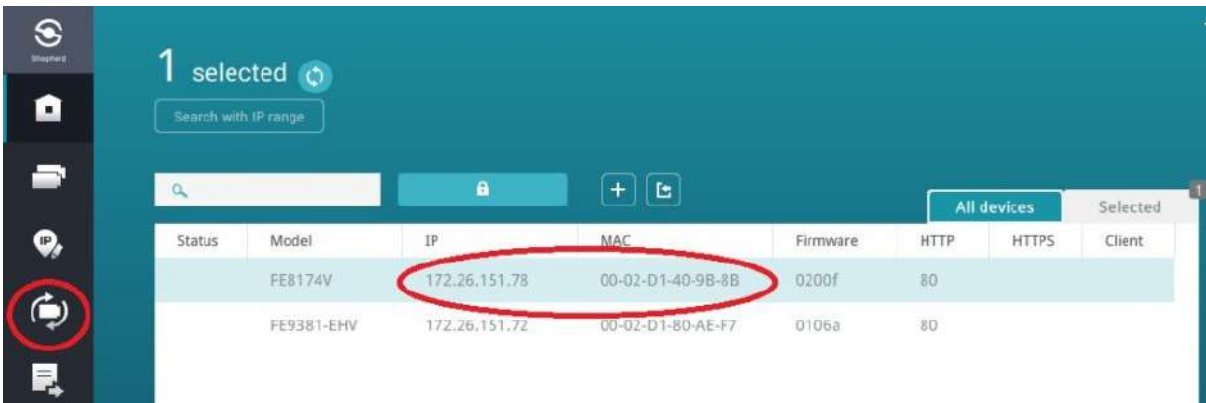 Shepherd
1 selected
Search with IP range
1
All devices Selected
Status Model IP MAC Firmware HTTP HTTPS Client
FE8174V 172.26.151.78 00-02-D1-40-9B-8B 0200f 80
FE9381-EHV 172.26.151.72 00-02-D1-80-AE-F7 0106a 80
IP